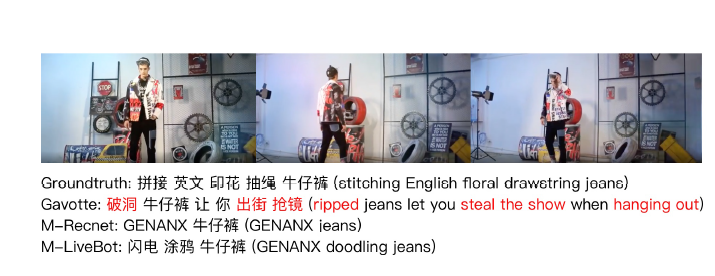 STOP
Groundtruth: 拼接 英文 印花 抽绳 牛仔裤 (stitching English floral drawstring jeans)
Gavotte: 破洞 牛仔裤 让 你 出街 抢镜 (ripped jeans let you steal the show when hanging out)
M-Recnet: GENANX 牛仔裤 (GENANX jeans)
M-LiveBot: 闪电 涂鸦 牛仔裤 (GENANX doodling jeans)